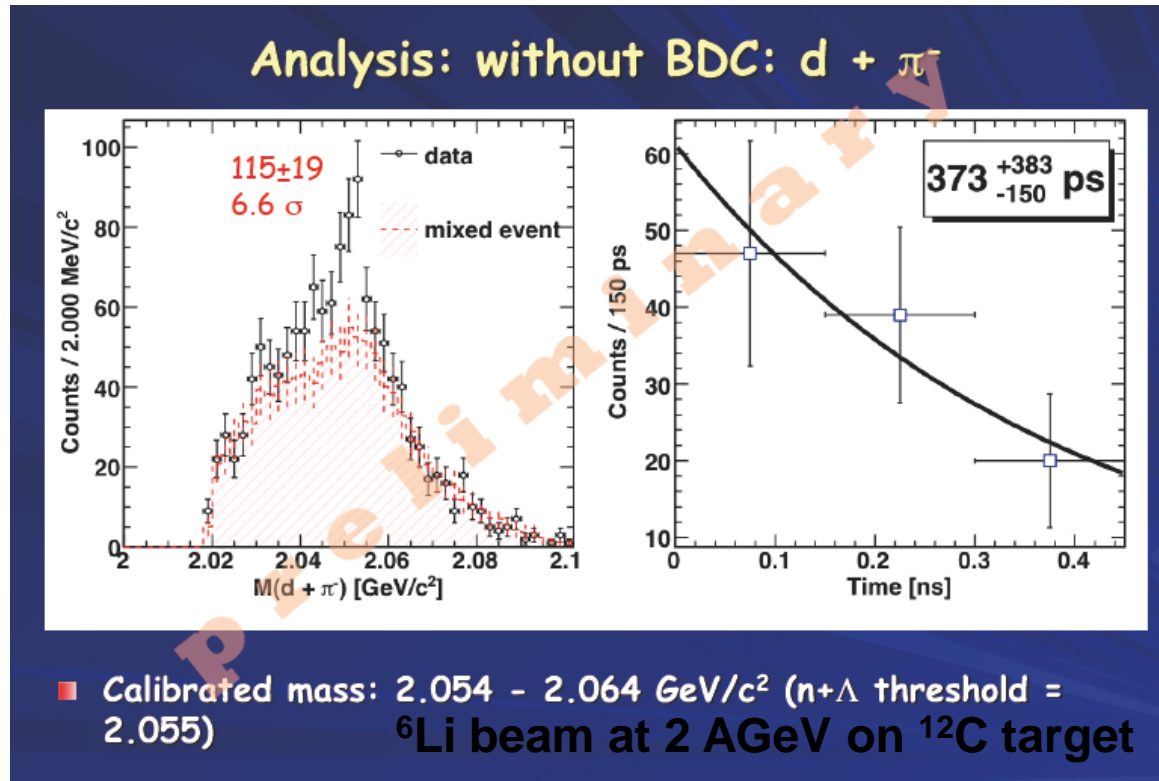 Analysis: without BDC: d + π⁻
115±19
6.6 σ
data
mixed event
Counts / 2.000 MeV/c²
100
80
60
40
20
0
2 2.02 2.04 2.06 2.08 2.1
M(d + π⁻) [GeV/c²]
373 +383 -150 ps
Counts / 150 ps
60
50
40
30
20
10
0 0.1 0.2 0.3 0.4
Time [ns]
preliminary
Calibrated mass: 2.054 - 2.064 GeV/c² (n+Λ threshold =
2.055)
⁶Li beam at 2 AGeV on ¹²C target